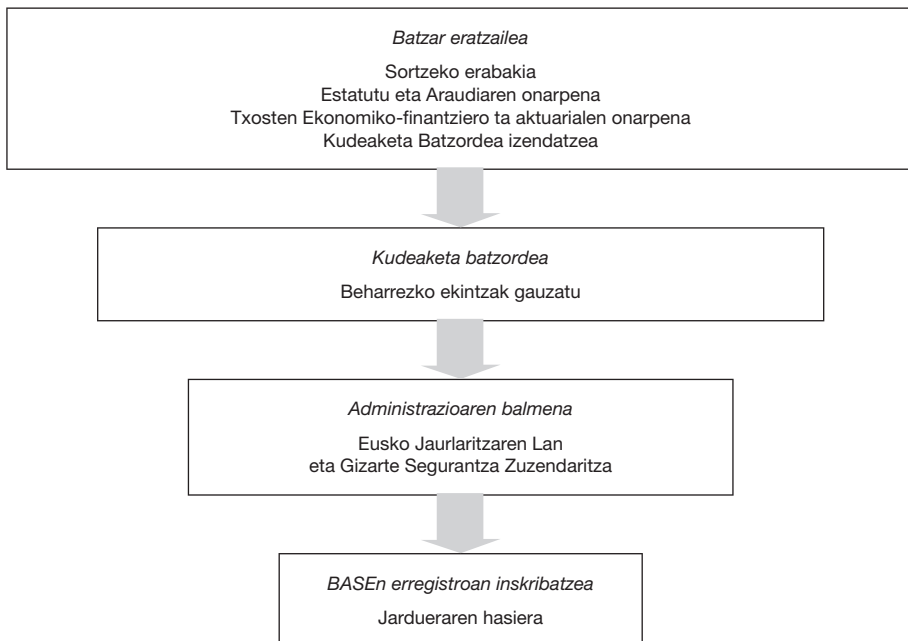 Batzar eratzailea
Sortzeko erabakia
Estatutu eta Araudiaren onarpena
Txosten Ekonomiko-finantziero ta aktuarialen onarpena
Kudeaketa Batzordea izendatzea
Kudeaketa batzordea
Beharrezko ekintzak gauzatu
Administrazioaren balmena
Eusko Jaurlaritzaren Lan
eta Gizarte Segurantza Zuzendaritza
BASEn erregistroan inskribatzea
Jardueraren hasiera